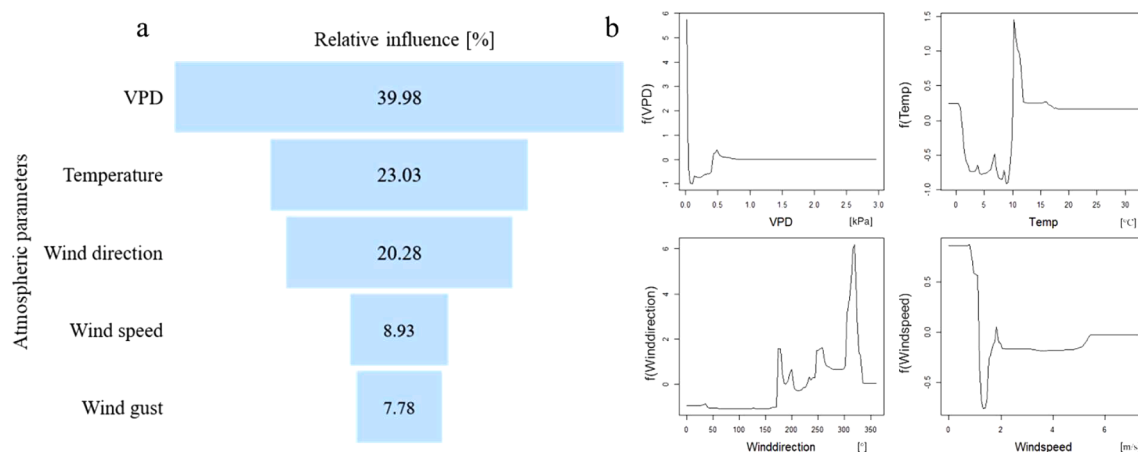 a
Relative influence [%]
Atmospheric parameters
VPD
39.98
Temperature
23.03
Wind direction
20.28
Wind speed
8.93
Wind gust
7.78
b
f(VPD)
6
5
4
3
2
1
0
-1
0.0 0.5 1.0 1.5 2.0 2.5 3.0
VPD [kPa]
f(Temp)
1.5
1.0
0.5
0.0
-0.5
-1.0
0 5 10 15 20 25 30
Temp [°C]
f(Winddirection)
6
4
2
0
0 50 100 150 200 250 300 350
Winddirection [°]
f(Windspeed)
0.5
0.0
-0.5
0 2 4 6
Windspeed [m/s